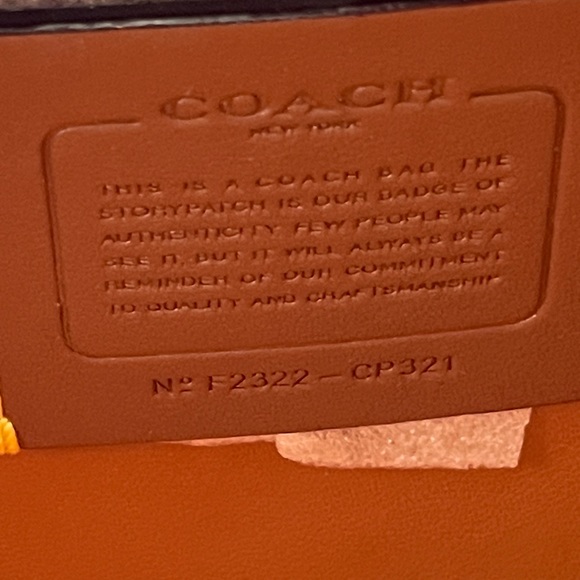 COACH
NEW YORK
THIS IS A COACH BAG. THE
STORYPATCH IS OUR BADGE OF
AUTHENTICITY. FEW PEOPLE MAY
SEE IT, BUT IT WILL ALWAYS BE A
REMINDER OF OUR COMMITMENT
TO QUALITY AND CRAFTSMANSHIP.
Nº F2322-CP321